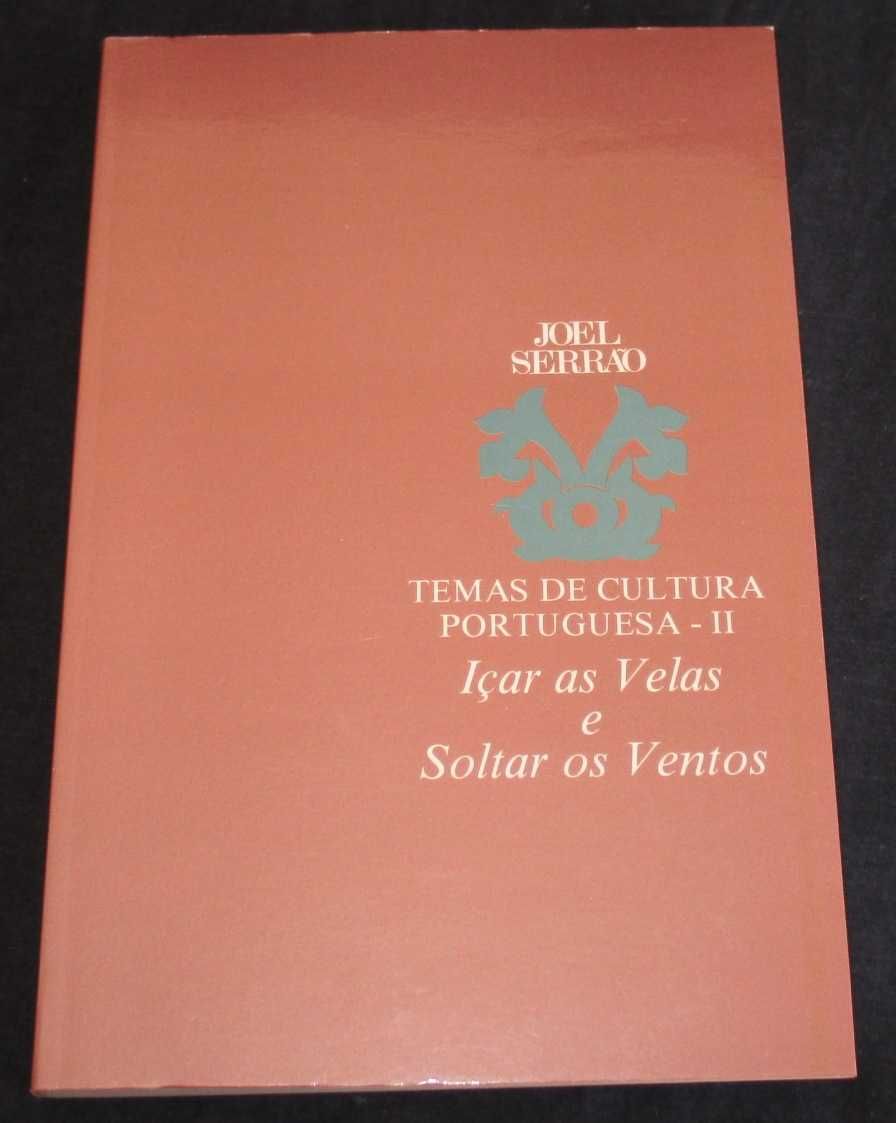 JOEL
SERRÃO
TEMAS DE CULTURA
PORTUGUESA - II
Içar as Velas
e
Soltar os Ventos